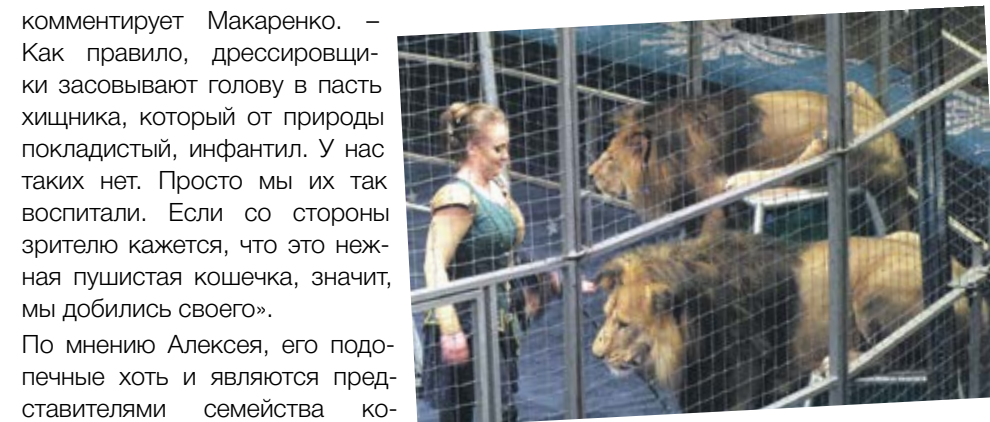 комментирует Макаренко. –
Как правило, дрессировщи-
ки засовывают голову в пасть
хищника, который от природы
покладистый, инфантил. У нас
таких нет. Просто мы их так
воспитали. Если со стороны
зрителю кажется, что это неж-
ная пушистая кошечка, значит,
мы добились своего».
По мнению Алексея, его подо-
печные хоть и являются пред-
ставителями семейства ко-